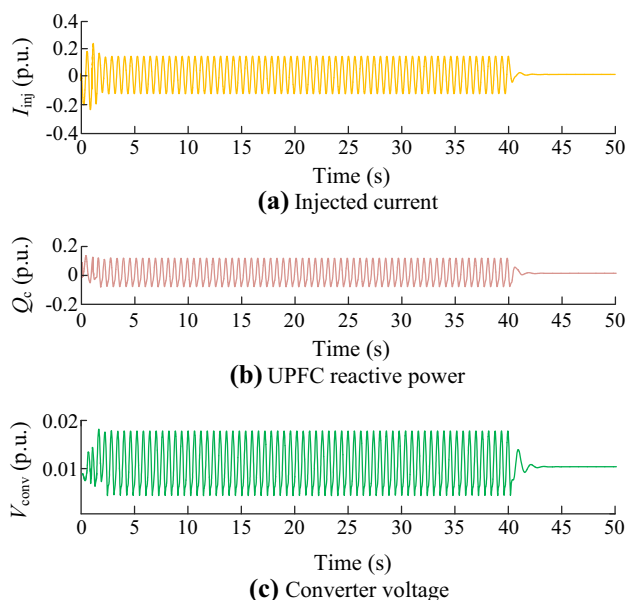 0.4
0.2
0
-0.2
-0.4
I_inj (p.u.)
0 5 10 15 20 25 30 35 40 45 50
Time (s)
(a) Injected current
0.2
0
-0.2
Q_c (p.u.)
0 5 10 15 20 25 30 35 40 45 50
Time (s)
(b) UPFC reactive power
0.02
0.01
V_conv (p.u.)
0 5 10 15 20 25 30 35 40 45 50
Time (s)
(c) Converter voltage